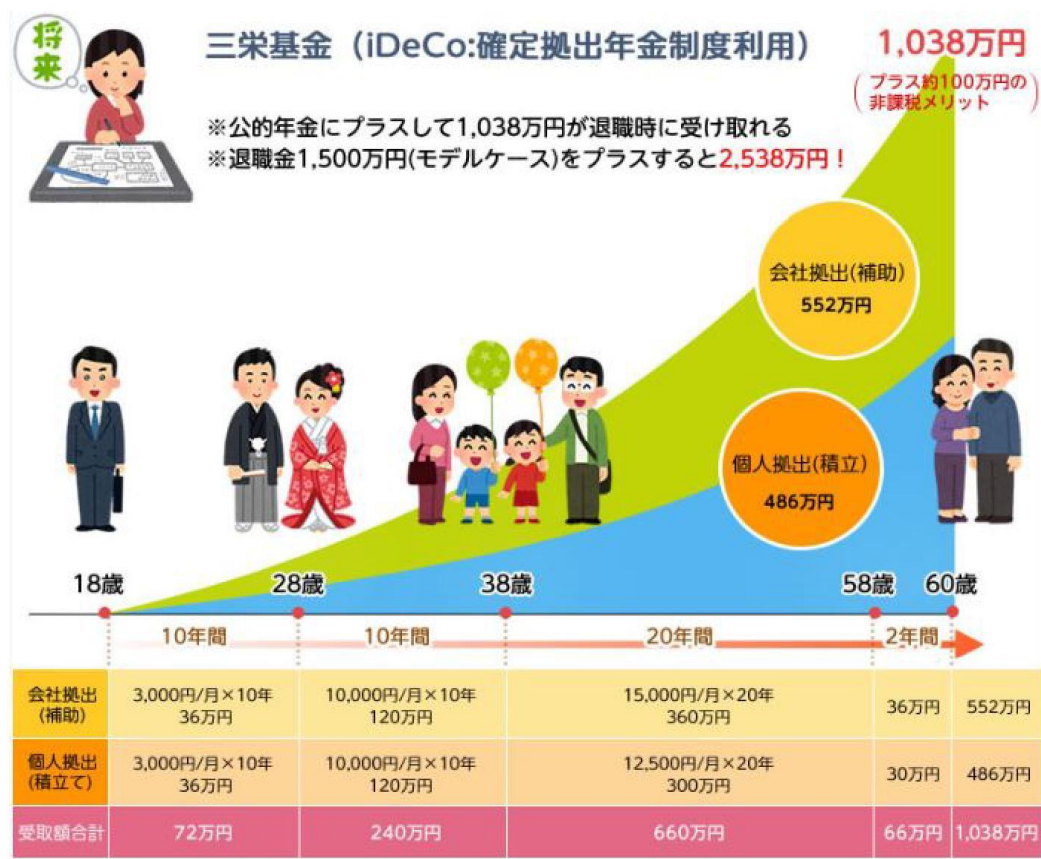 将
来
三栄基金（iDeCo:確定拠出年金制度利用）
1,038万円
(プラス約100万円の
非課税メリット)
※公的年金にプラスして1,038万円が退職時に受け取れる
※退職金1,500万円(モデルケース)をプラスすると2,538万円！
会社拠出(補助)
552万円
個人拠出(積立)
486万円
18歳 28歳 38歳 58歳 60歳
10年間 10年間 20年間 2年間
会社拠出
(補助)
3,000円/月×10年
36万円
10,000円/月×10年
120万円
15,000円/月×20年
360万円
36万円
552万円
個人拠出
(積立て)
3,000円/月×10年
36万円
10,000円/月×10年
120万円
12,500円/月×20年
300万円
30万円
486万円
受取額合計
72万円
240万円
660万円
66万円
1,038万円